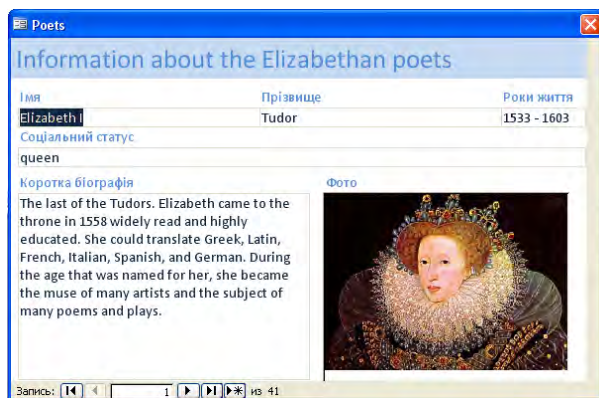 Poets
Information about the Elizabethan poets
Імя Прізвище Роки життя
Elizabeth I Tudor 1533 - 1603
Соціальний статус
queen
Коротка біографія Фото
The last of the Tudors. Elizabeth came to the
throne in 1558 widely read and highly
educated. She could translate Greek, Latin,
French, Italian, Spanish, and German. During
the age that was named for her, she became
the muse of many artists and the subject of
many poems and plays.
Запись: 1 из 41